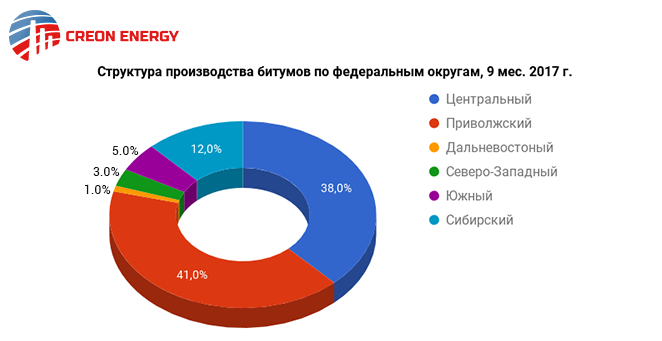 CREON ENERGY
Структура производства битумов по федеральным округам, 9 мес. 2017 г.
Центральный
Приволжский
Дальневостоный
Северо-Западный
Южный
Сибирский
12,0%
5.0%
3.0%
1.0%
38,0%
41,0%